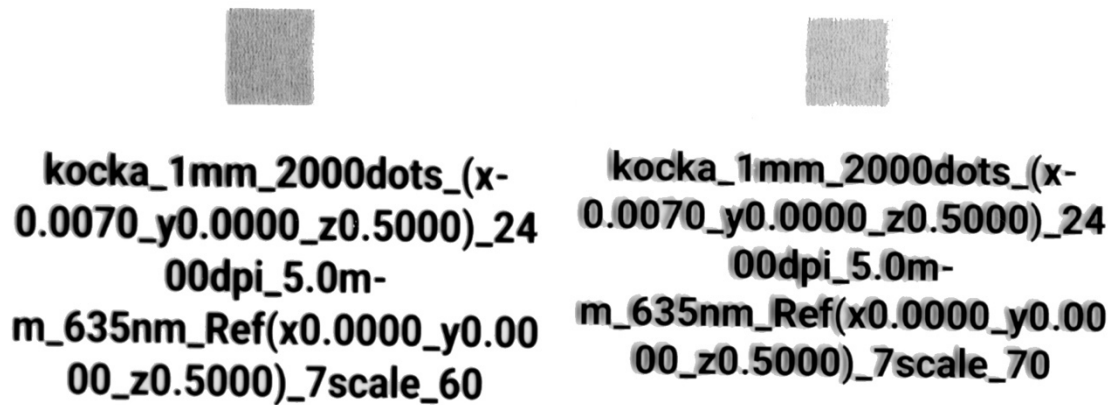 kocka_1mm_2000dots_(x-
0.0070_y0.0000_z0.5000)_24
00dpi_5.0m-
m_635nm_Ref(x0.0000_y0.00
00_z0.5000)_7scale_60
kocka_1mm_2000dots_(x-
0.0070_y0.0000_z0.5000)_24
00dpi_5.0m-
m_635nm_Ref(x0.0000_y0.00
00_z0.5000)_7scale_70